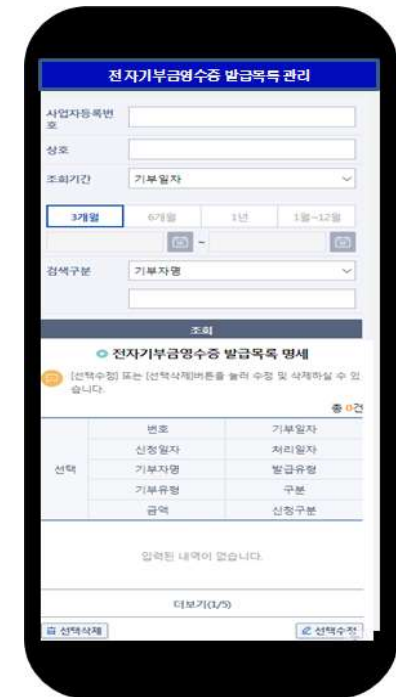 전자기부금영수증 발급목록 관리
사업자등록번
호
상호
조회기간 기부일자
3개월 6개월 1년 1월~12월
~
검색구분 기부자명
조회
전자기부금영수증 발급목록 명세
[선택수정] 또는 [선택삭제]버튼을 눌러 수정 및 삭제하실 수 있
습니다.
총 0건
번호 기부일자
신청일자 처리일자
선택 기부자명 발급유형
기부유형 구분
금액 신청구분
입력된 내역이 없습니다.
더보기(1/5)
선택삭제 선택수정